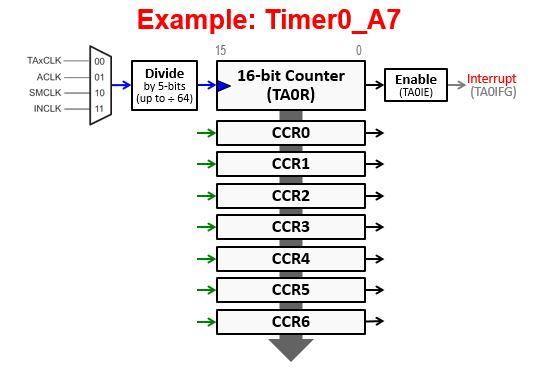 Example: Timer0_A7
15 0
TAxCLK 00
ACLK 01
SMCLK 10
INCLK 11
Divide
by 5-bits
(up to ÷ 64)
16-bit Counter
(TA0R)
Enable
(TA0IE)
Interrupt
(TA0IFG)
CCR0
CCR1
CCR2
CCR3
CCR4
CCR5
CCR6